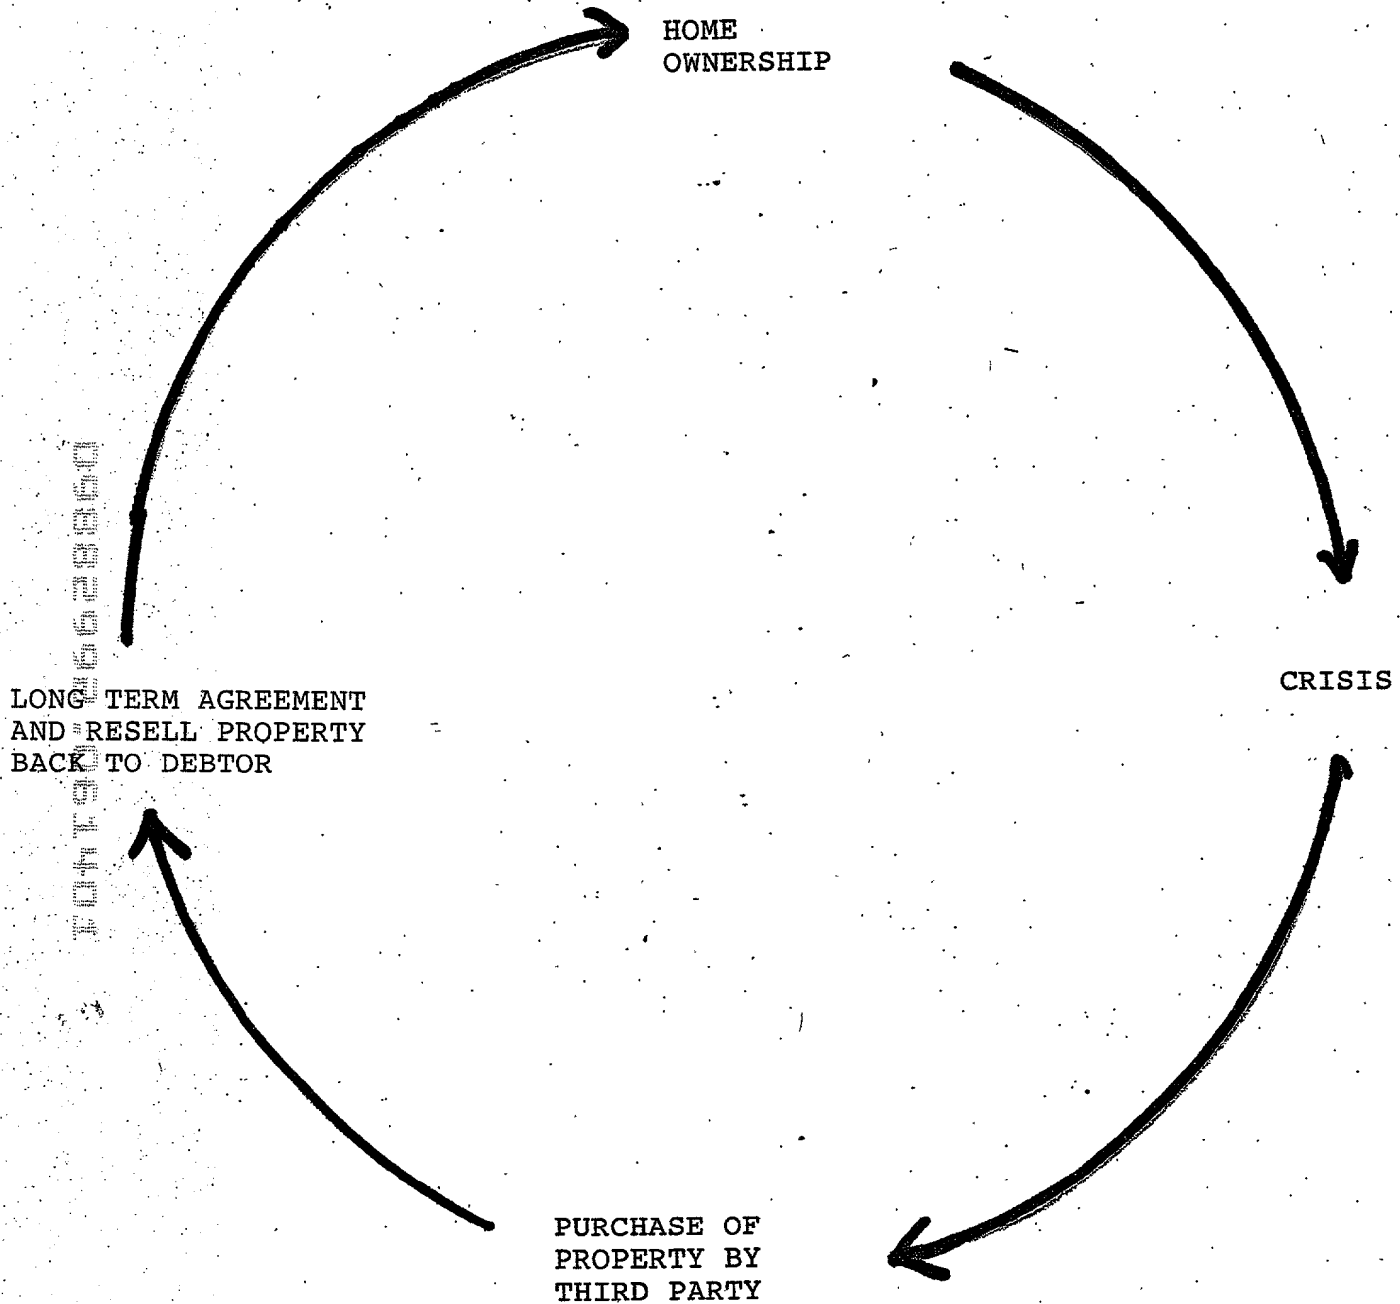 HOME
OWNERSHIP
CRISIS
LONG TERM AGREEMENT
AND RESELL PROPERTY
BACK TO DEBTOR
PURCHASE OF
PROPERTY BY
THIRD PARTY